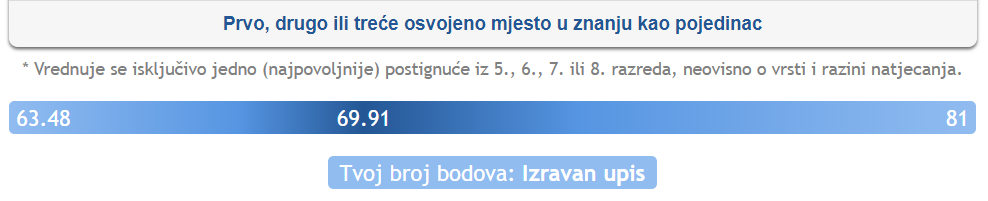 Prvo, drugo ili treće osvojeno mjesto u znanju kao pojedinac
* Vrednuje se isključivo jedno (najpovoljnije) postignuće iz 5., 6., 7. ili 8. razreda, neovisno o vrsti i razini natjecanja.
63.48 69.91 81
Tvoj broj bodova: Izravan upis